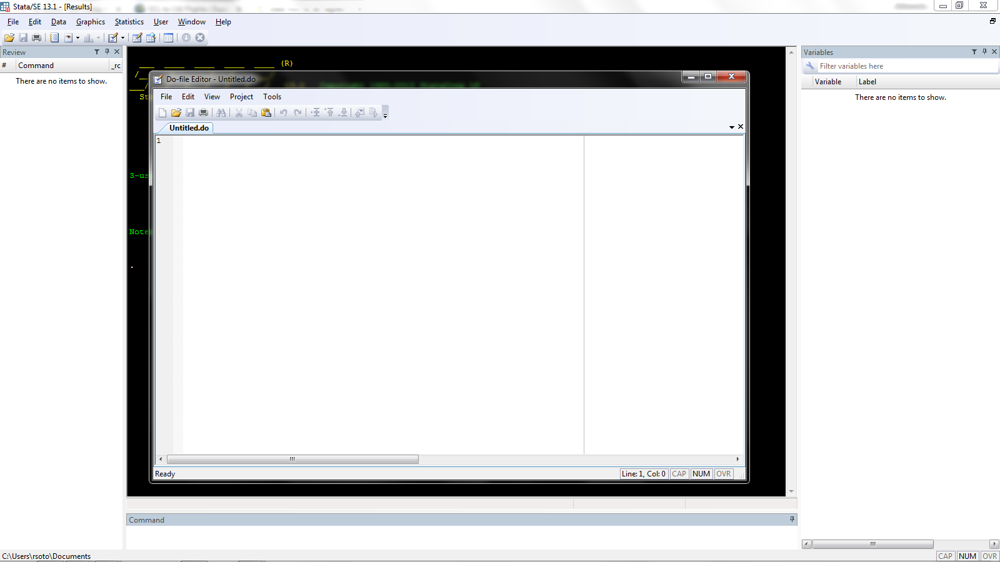 Stata/SE 13.1 - [Results]
File Edit Data Graphics Statistics User Window Help
Review
# Command _rc
There are no items to show.
(R)
St
3-us
Note
.
Do-file Editor - Untitled.do
File Edit View Project Tools
Untitled.do
1
Ready
Line: 1, Col: 0 CAP NUM OVR
Command
Variables
Filter variables here
Variable Label
There are no items to show.
C:\Users\rsoto\Documents
CAP NUM OVR